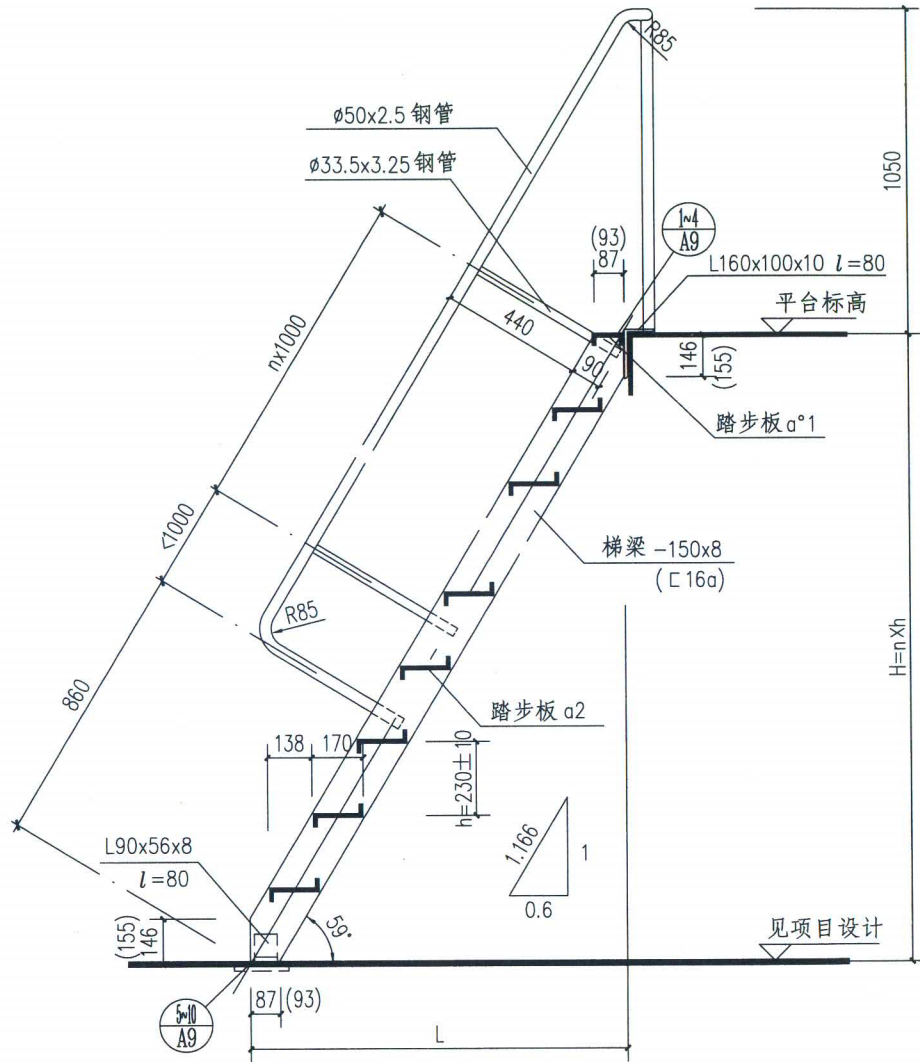 R85
ø50x2.5 钢管
ø33.5x3.25 钢管
1050
1~4
A9
(93)
87
L160x100x10 l=80
平台标高
nx1000
440
90
146
(155)
踏步板 a°1
<1000
梯梁 -150x8
(⊏16a)
R85
H=nxh
860
踏步板 a2
138
170
h=230±10
1.166
1
0.6
L90x56x8
l=80
(155)
146
59°
见项目设计
5~10
A9
87
(93)
L